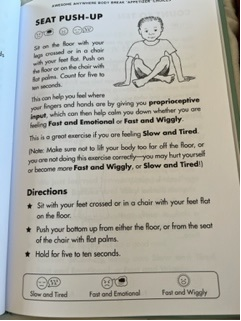 AWESOME ANYWHERE BODY BREAK "APPETIZER" CHOICES
SEAT PUSH-UP
Sit on the floor with your
legs crossed or in a chair
with your feet flat. Push
on the floor or on the chair
with flat palms. Count for five to
ten seconds.
This can help you feel where
your fingers and hands are by giving you proprioceptive
input, which can then help calm you down whether you are
feeling Fast and Emotional or Fast and Wiggly.
This is a great exercise if you are feeling Slow and Tired.
(Note: Make sure not to lift your body too far off the floor, or
you are not doing this exercise correctly—you may hurt yourself
or become more Fast and Wiggly, or Slow and Tired!)
Directions
★ Sit with your feet crossed or in a chair with your feet flat
on the floor.
★ Push your bottom up from either the floor, or from the seat
of the chair with flat palms.
★ Hold for five to ten seconds.
Slow and Tired Fast and Emotional Fast and Wiggly